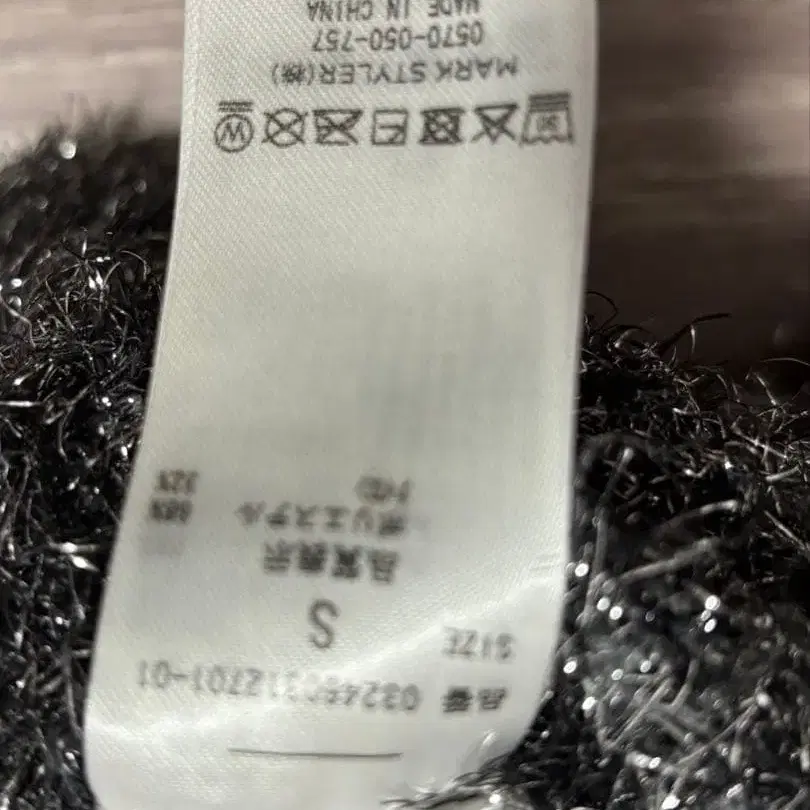 品番
SIZE
S
品質表示
ポリエステル
30
W
MARK STYLER(株)
0570-050-757
MADE IN CHINA